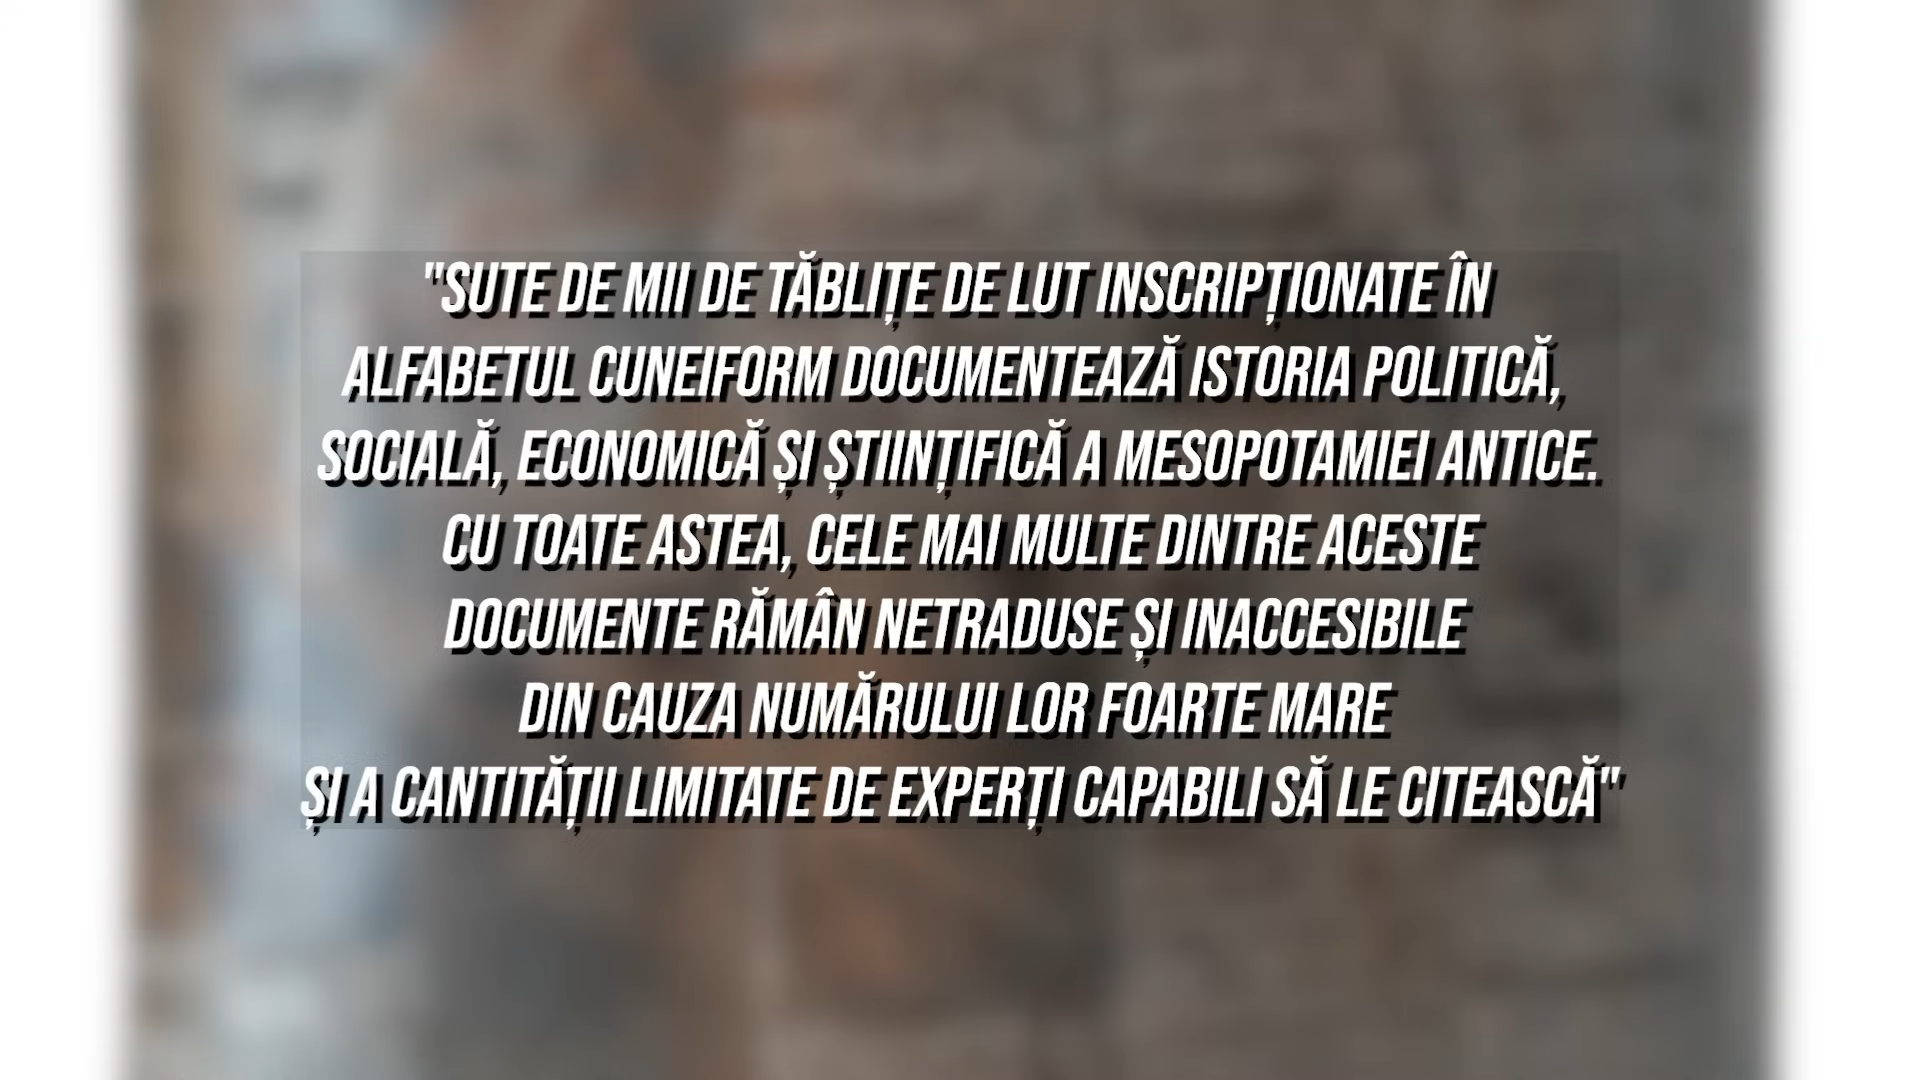 "SUTE DE MII DE TĂBLIȚE DE LUT INSCRIPȚIONATE ÎN
ALFABETUL CUNEIFORM DOCUMENTEAZĂ ISTORIA POLITICĂ,
SOCIALĂ, ECONOMICĂ ȘI ȘTIINȚIFICĂ A MESOPOTAMIEI ANTICE.
CU TOATE ASTEA, CELE MAI MULTE DINTRE ACESTE
DOCUMENTE RĂMÂN NETRADUSE ȘI INACCESIBILE
DIN CAUZA NUMĂRULUI LOR FOARTE MARE
ȘI A CANTITĂȚII LIMITATE DE EXPERȚI CAPABILI SĂ LE CITEASCĂ"